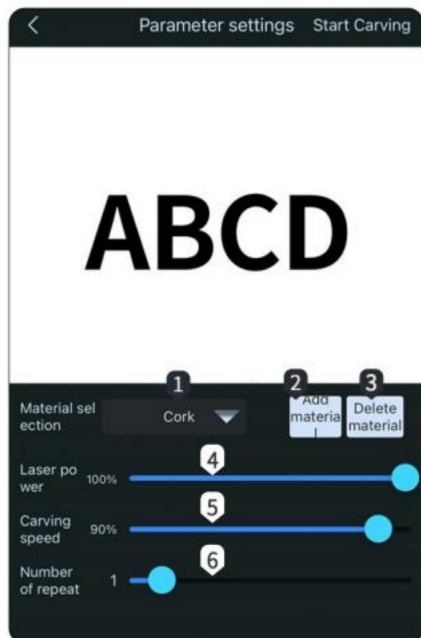 Parameter settings Start Carving
ABCD
1 2 3
Material sel
ection
Cork
Add
materia
l
Delete
material
4
Laser po
wer
100%
5
Carving
speed
90%
6
Number
of repeat
1